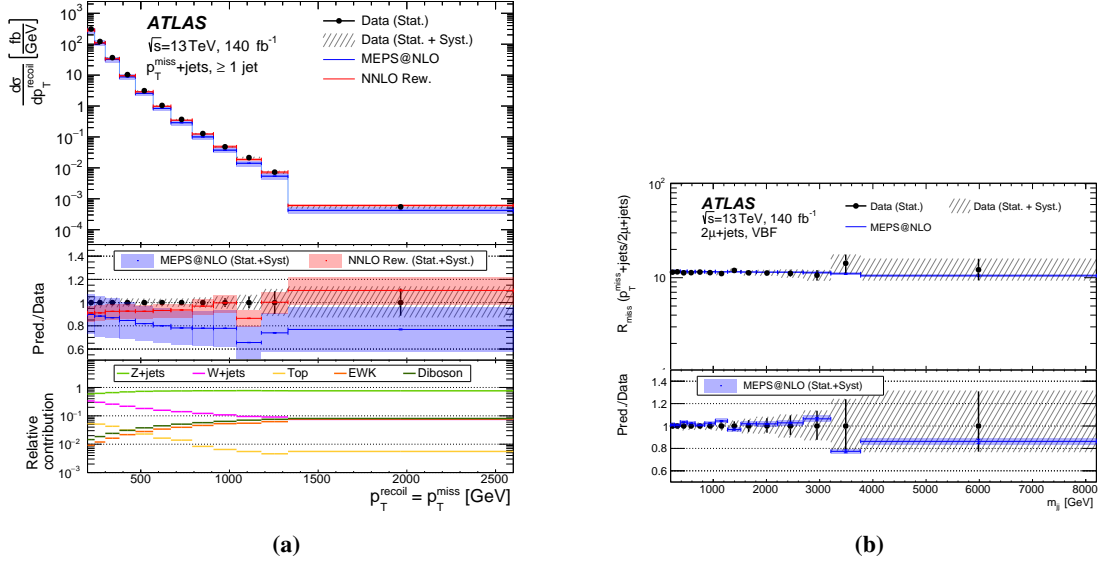 ATLAS
√s=13TeV, 140 fb⁻¹
p_T^miss+jets, ≥ 1 jet
Data (Stat.)
Data (Stat. + Syst.)
MEPS@NLO
NNLO Rew.
dσ/dp_T^recoil [fb/GeV]
10³
10²
10
1
10⁻¹
10⁻²
10⁻³
10⁻⁴
MEPS@NLO (Stat.+Syst)
NNLO Rew. (Stat.+Syst.)
Pred./Data
1.4
1.2
1.0
0.8
0.6
Z+jets W+jets Top EWK Diboson
Relative
contribution
1
10⁻¹
10⁻²
10⁻³
500 1000 1500 2000 2500
p_T^recoil = p_T^miss [GeV]
(a)
ATLAS
√s=13TeV, 140 fb⁻¹
2μ+jets, VBF
Data (Stat.)
Data (Stat. + Syst.)
MEPS@NLO
R_miss (p_T^miss+jets/2μ+jets)
10²
10
1
MEPS@NLO (Stat.+Syst)
Pred./Data
1.4
1.2
1.0
0.8
0.6
1000 2000 3000 4000 5000 6000 7000 8000
m_jj [GeV]
(b)